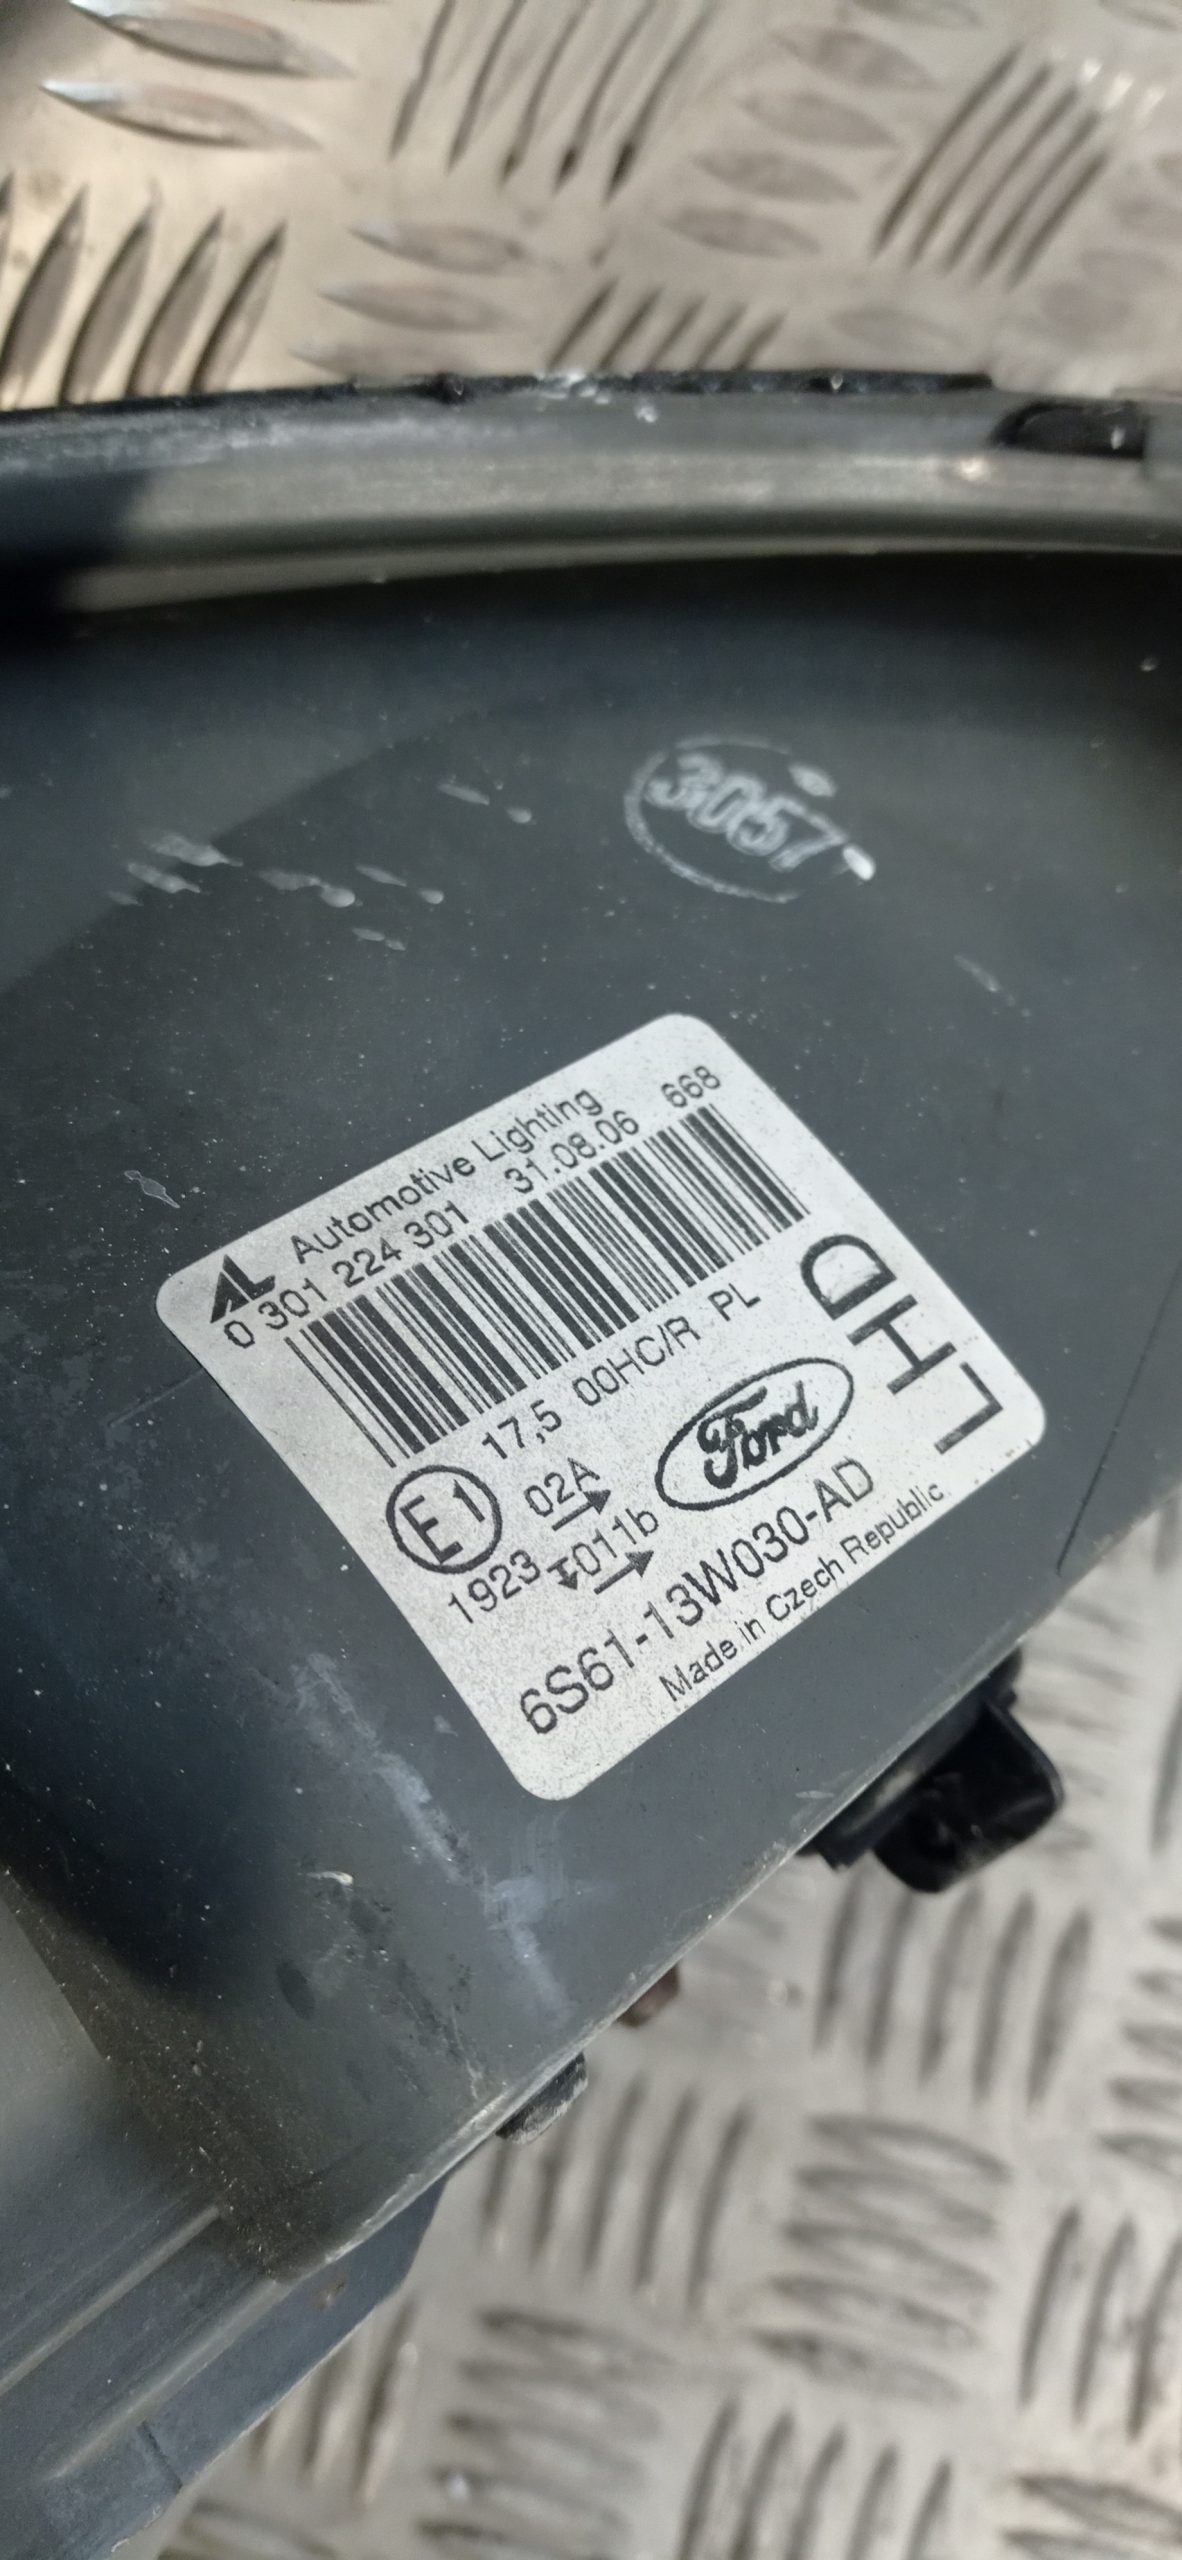 3057
AL Automotive Lighting
0 301 224 301 31.08.06 668
17,5 00HC/R PL
LHD
E1
02A
Ford
1923
011b
6S61-13W030-AD
Made in Czech Republic